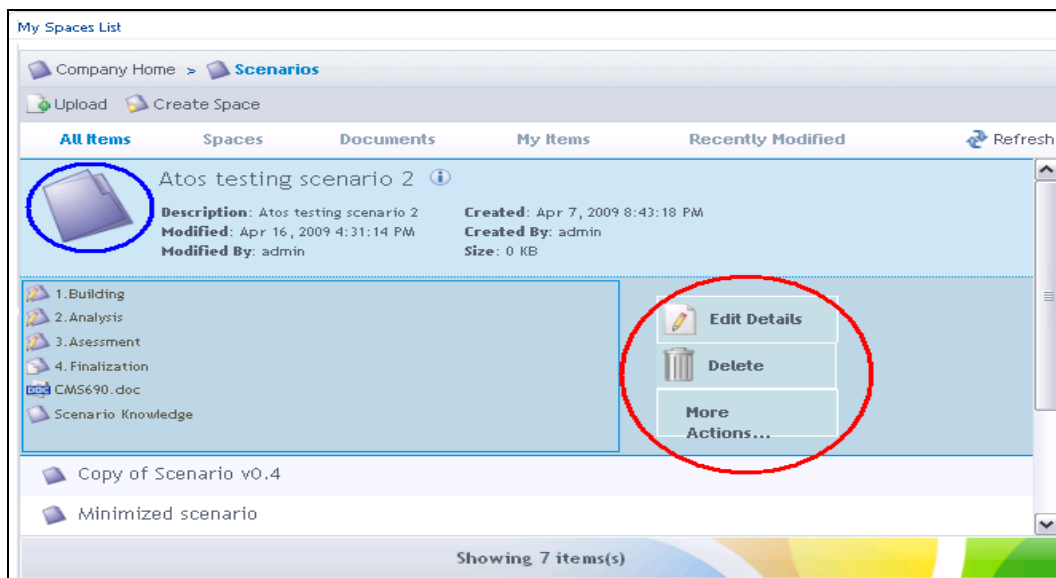 My Spaces List
Company Home > Scenarios
Upload Create Space
All Items Spaces Documents My Items Recently Modified Refresh
Atos testing scenario 2
Description: Atos testing scenario 2 Created: Apr 7, 2009 8:43:18 PM
Modified: Apr 16, 2009 4:31:14 PM Created By: admin
Modified By: admin Size: 0 KB
1.Building
2.Analysis
3.Asessment
4.Finalization
CMS690.doc
Scenario Knowledge
Edit Details
Delete
More
Actions...
Copy of Scenario v0.4
Minimized scenario
Showing 7 items(s)